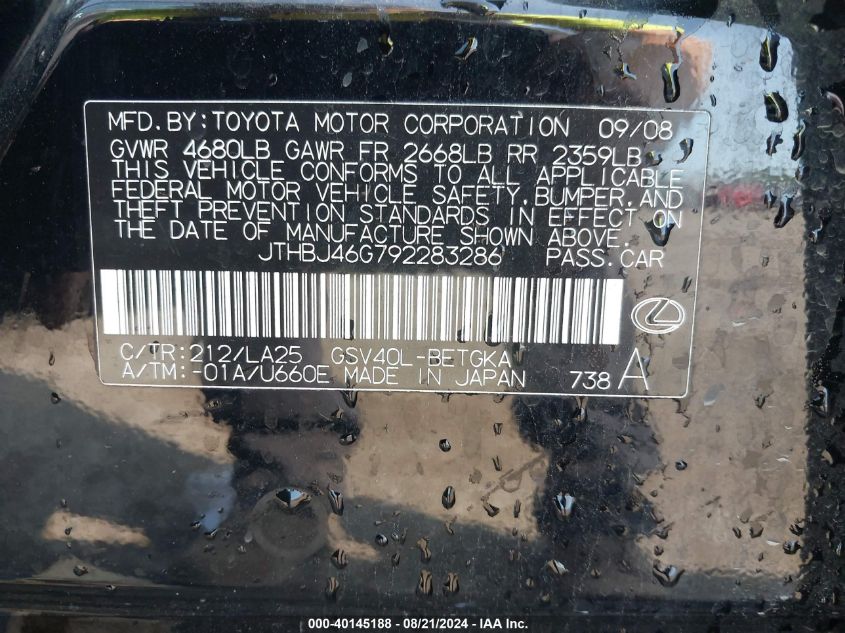 MFD.BY:TOYOTA MOTOR CORPORATION 09/08
GVWR 4680LB GAWR FR 2668LB RR 2359LB
THIS VEHICLE CONFORMS TO ALL APPLICABLE
FEDERAL MOTOR VEHICLE SAFETY,BUMPER,AND
THEFT PREVENTION STANDARDS IN EFFECT ON
THE DATE OF MANUFACTURE SHOWN ABOVE.
JTHBJ46G792283286 PASS.CAR
C/TR:212/LA25 GSV40L-BETGKA
A/TM:-01A/U660E MADE IN JAPAN 738 A
000-40145188 - 08/21/2024 - IAA Inc.